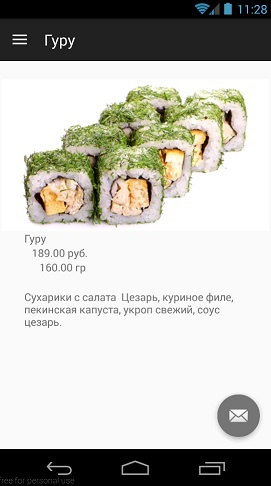 11:28
Гуру
Гуру
189.00 руб.
160.00 гр
Сухарики с салата Цезарь, куриное филе,
пекинская капуста, укроп свежий, соус
цезарь.
free for personal use